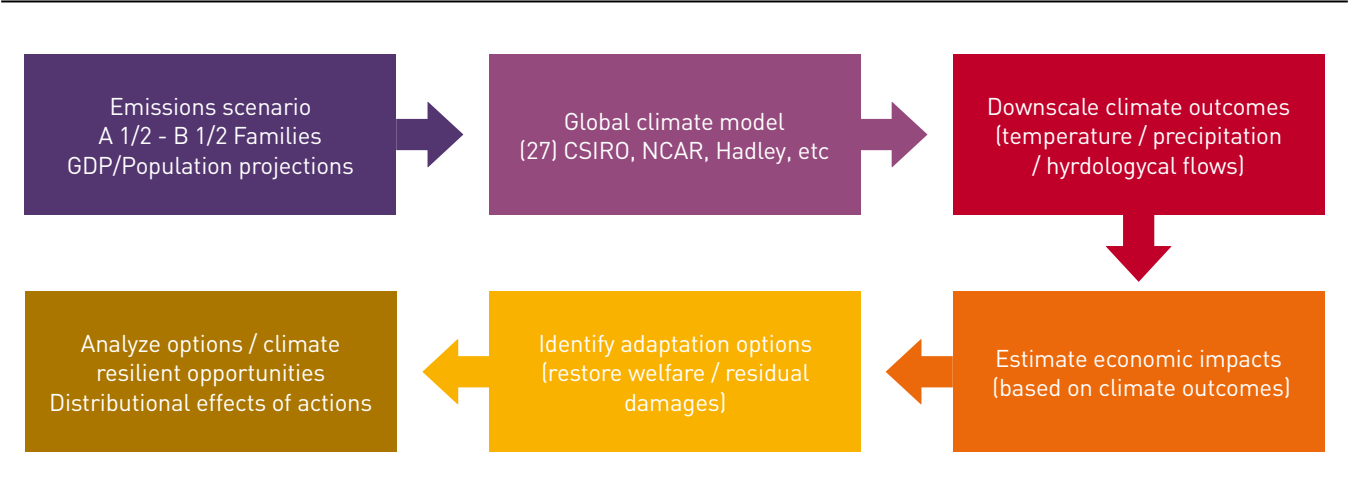 Emissions scenario
A 1/2 - B 1/2 Families
GDP/Population projections
Global climate model
(27) CSIRO, NCAR, Hadley, etc
Downscale climate outcomes
(temperature / precipitation
/ hyrdologycal flows)
Estimate economic impacts
(based on climate outcomes)
Identify adaptation options
(restore welfare / residual
damages)
Analyze options / climate
resilient opportunities
Distributional effects of actions